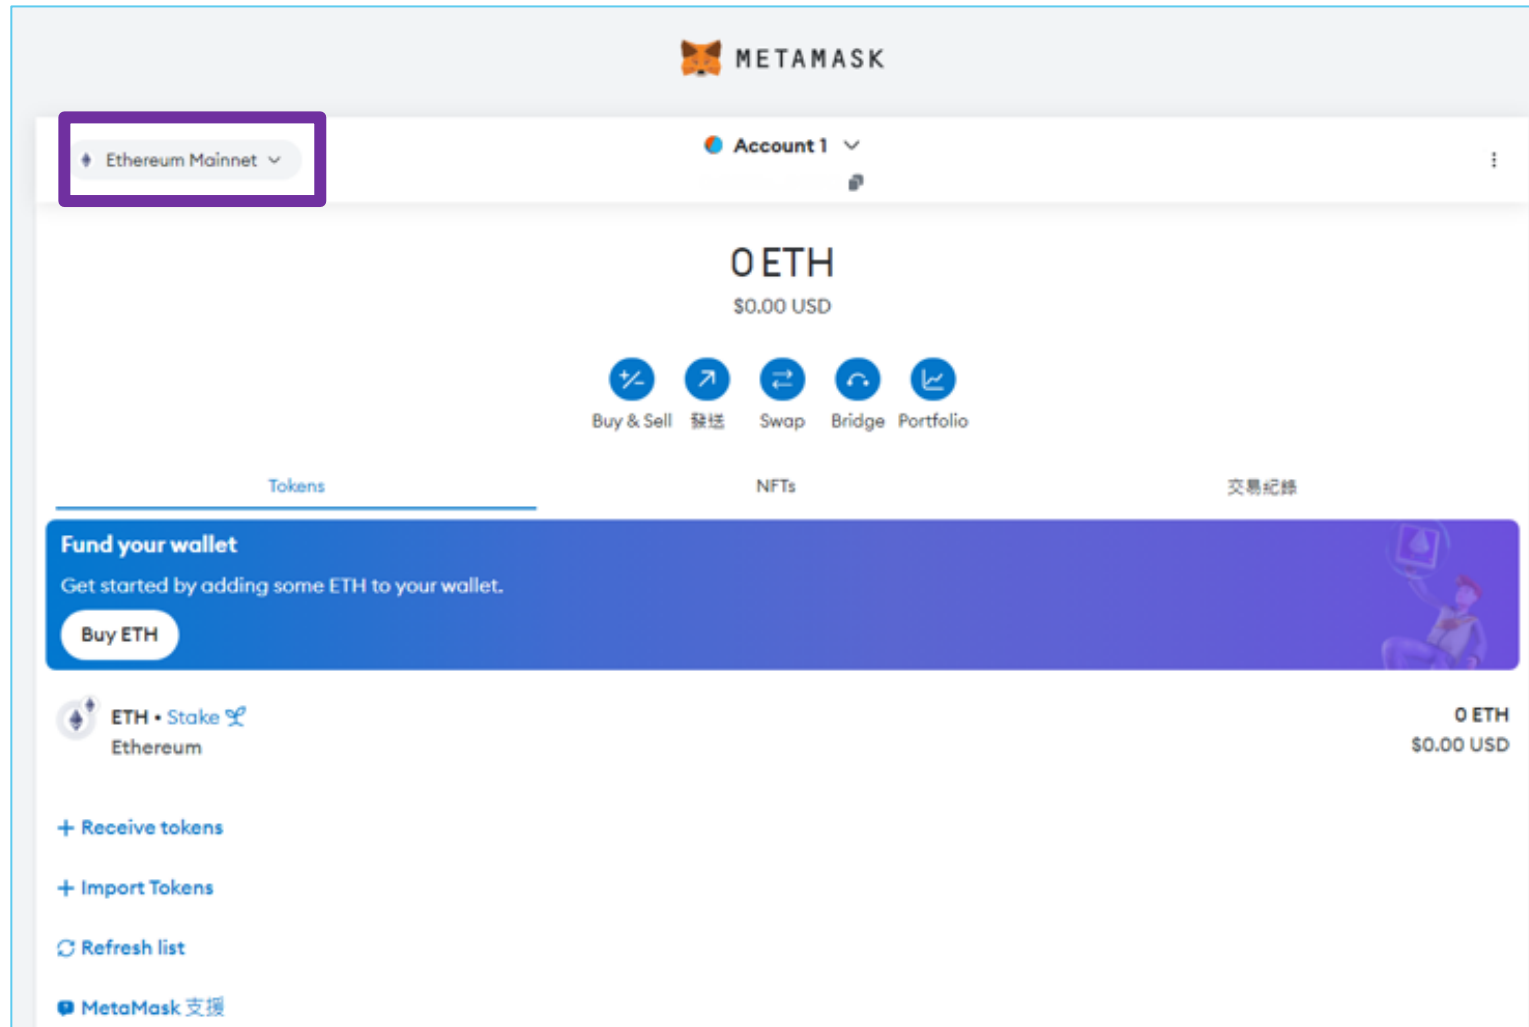 METAMASK
Ethereum Mainnet
Account 1
0 ETH
$0.00 USD
Buy & Sell
發送
Swap
Bridge
Portfolio
Tokens
NFTs
交易紀錄
Fund your wallet
Get started by adding some ETH to your wallet.
Buy ETH
ETH • Stake
0 ETH
Ethereum
$0.00 USD
+ Receive tokens
+ Import Tokens
Refresh list
MetaMask 支援